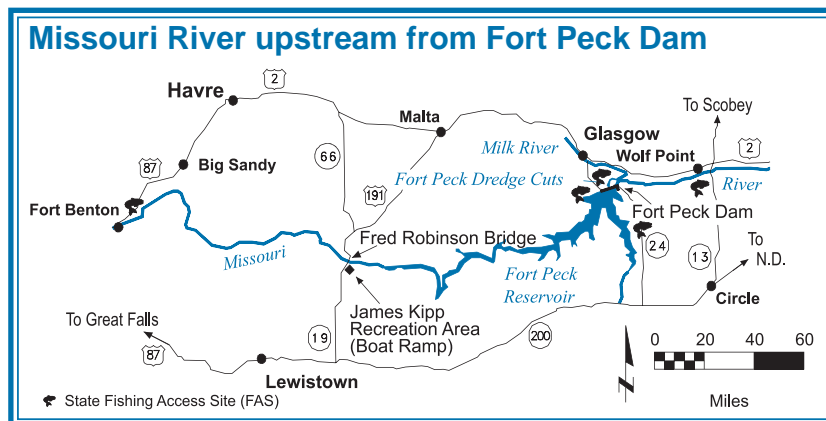 Missouri River upstream from Fort Peck Dam
Havre
2
Malta
To Scobey
Glasgow
Milk River
Wolf Point
2
66
87
Big Sandy
191
Fort Peck Dredge Cuts
River
Fort Benton
Fort Peck Dam
Fred Robinson Bridge
24
To
N.D.
Missouri
13
Fort Peck
Reservoir
Circle
James Kipp
Recreation Area
(Boat Ramp)
To Great Falls
19
200
87
0 20 40 60
Lewistown
N
Miles
State Fishing Access Site (FAS)